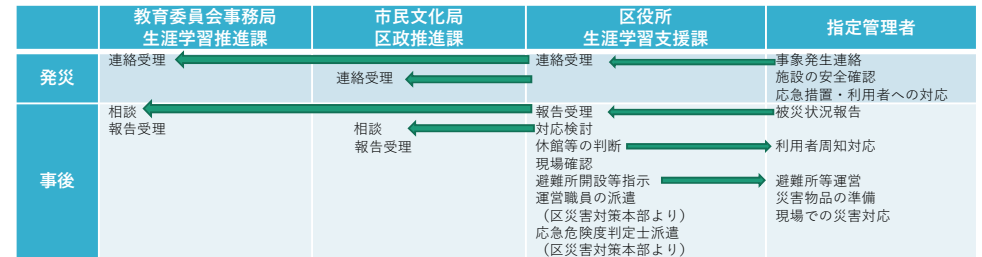 教育委員会事務局
生涯学習推進課
市民文化局
区政推進課
区役所
生涯学習支援課
指定管理者
発災
連絡受理
連絡受理
連絡受理
事象発生連絡
施設の安全確認
応急措置・利用者への対応
事後
相談
報告受理
相談
報告受理
報告受理
対応検討
休館等の判断
現場確認
避難所開設等指示
運営職員の派遣
（区災害対策本部より）
応急危険度判定士派遣
（区災害対策本部より）
被災状況報告
利用者周知対応
避難所等運営
災害物品の準備
現場での災害対応